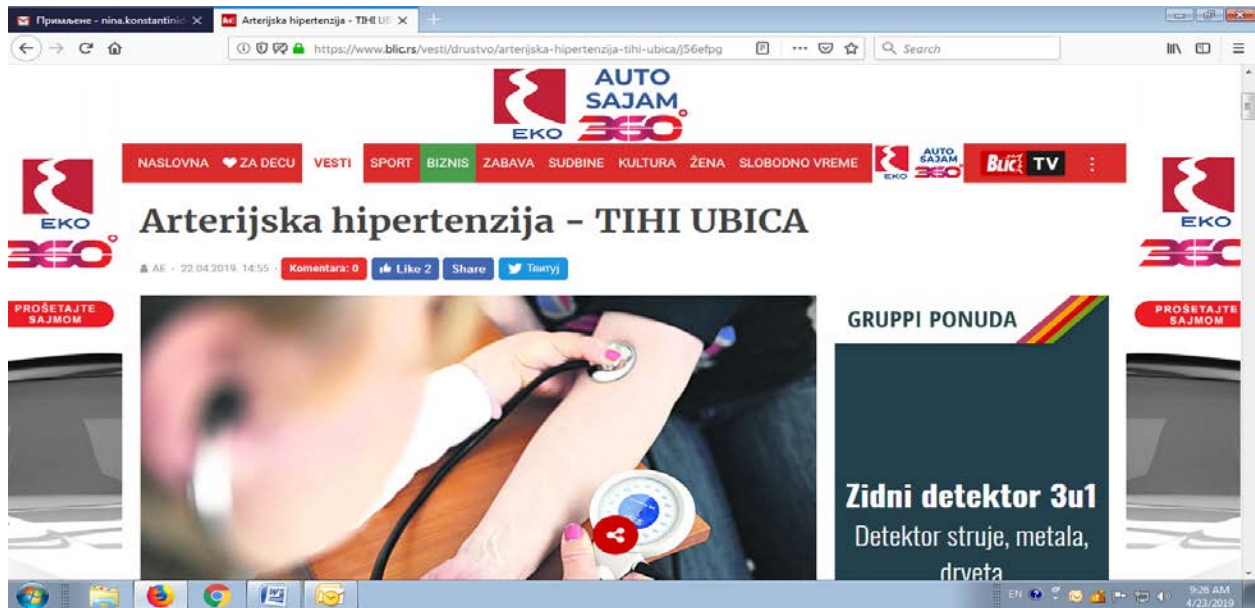 Примљене - nina.konstantinid
Arterijska hipertenzija - TIHI UB
https://www.blic.rs/vesti/drustvo/arterijska-hipertenzija-tihi-ubica/j56efpg
Search
AUTO
SAJAM
360°
EKO
NASLOVNA ZA DECU VESTI SPORT BIZNIS ZABAVA SUDBINE KULTURA ŽENA SLOBODNO VREME EKO AUTO SAJAM 360° Blic TV
EKO
360°
Arterijska hipertenzija – TIHI UBICA
EKO
360
AE - 22.04.2019. 14:55 - Komentara: 0 Like 2 Share Твитуј
PROŠETAJTE
SAJMOM
GRUPPI PONUDA
PROŠETAJTE
SAJMOM
Zidni detektor 3u1
Detektor struje, metala,
drveta
EN 9:26 AM
4/23/2019